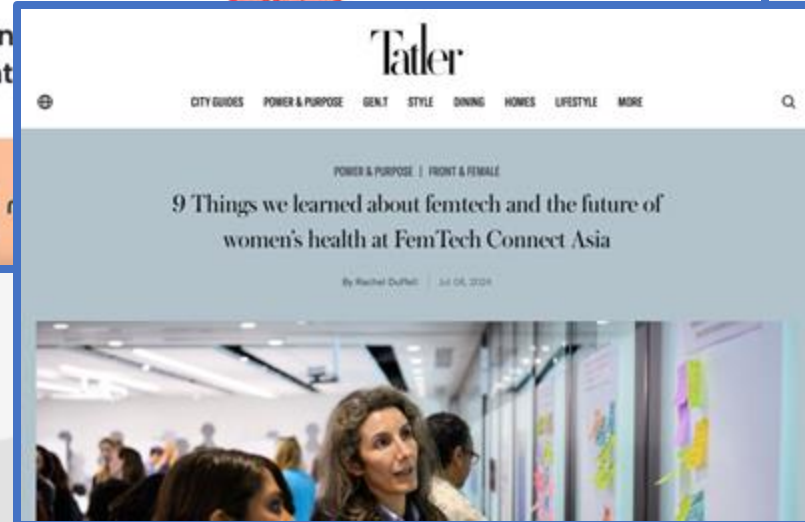 Tatler
CITY GUIDES POWER & PURPOSE GEN.T STYLE DINING HOMES LIFESTYLE MORE
POWER & PURPOSE | FRONT & FEMALE
9 Things we learned about femtech and the future of
women's health at FemTech Connect Asia
By Rachel Duffell | Jul 08, 2024